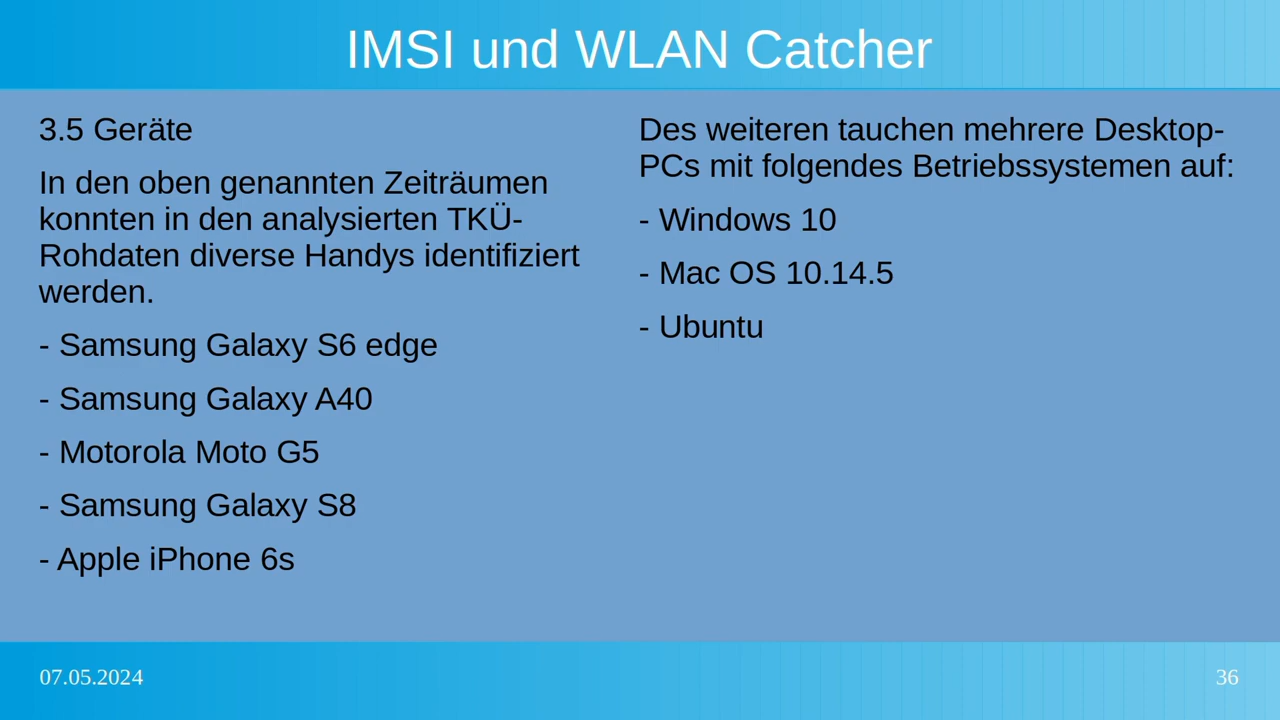 IMSI und WLAN Catcher
3.5 Geräte
In den oben genannten Zeiträumen
konnten in den analysierten TKÜ-
Rohdaten diverse Handys identifiziert
werden.
- Samsung Galaxy S6 edge
- Samsung Galaxy A40
- Motorola Moto G5
- Samsung Galaxy S8
- Apple iPhone 6s
Des weiteren tauchen mehrere Desktop-
PCs mit folgendes Betriebssystemen auf:
- Windows 10
- Mac OS 10.14.5
- Ubuntu
07.05.2024
36